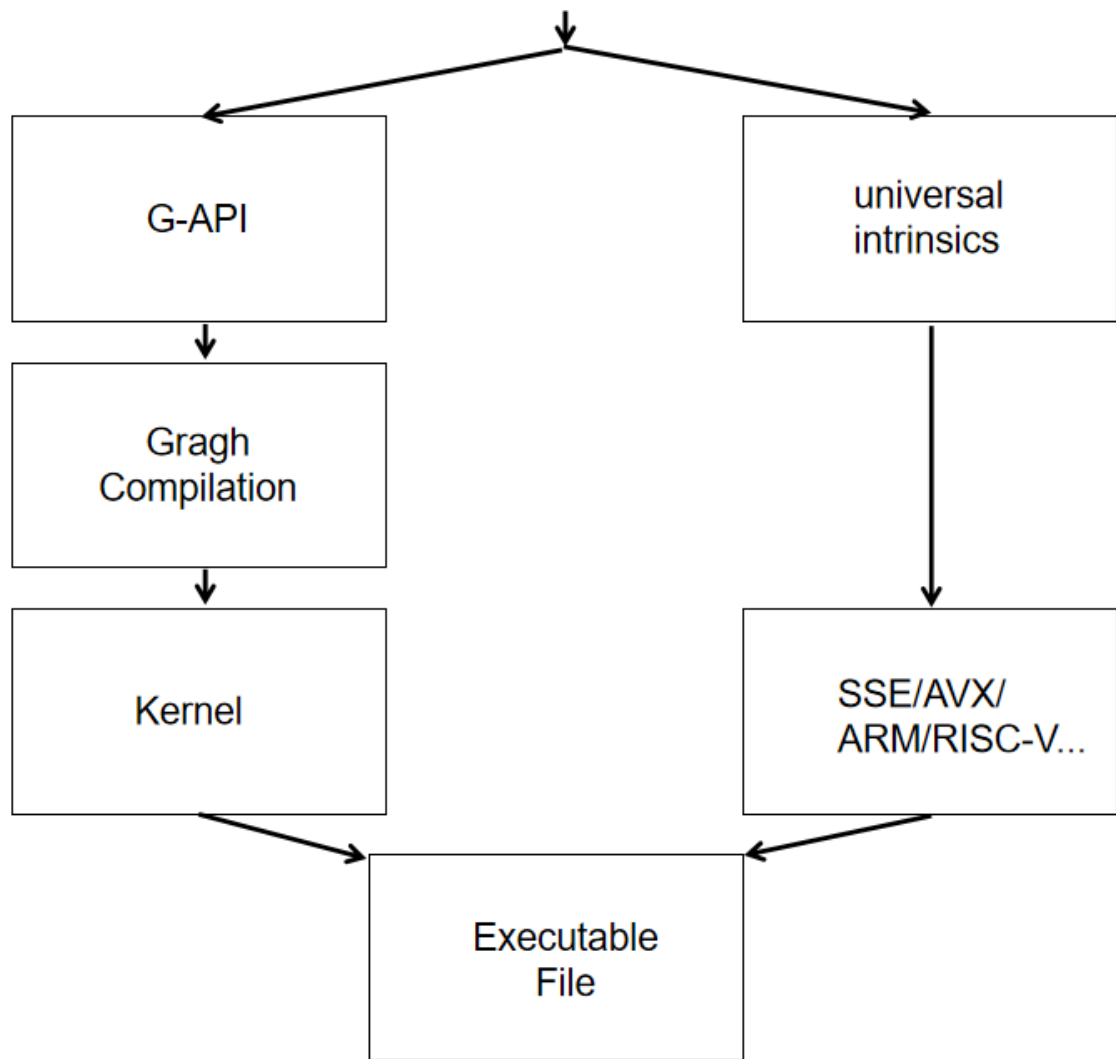 G-API
universal
intrinsics
Gragh
Compilation
Kernel
SSE/AVX/
ARM/RISC-V...
Executable
File